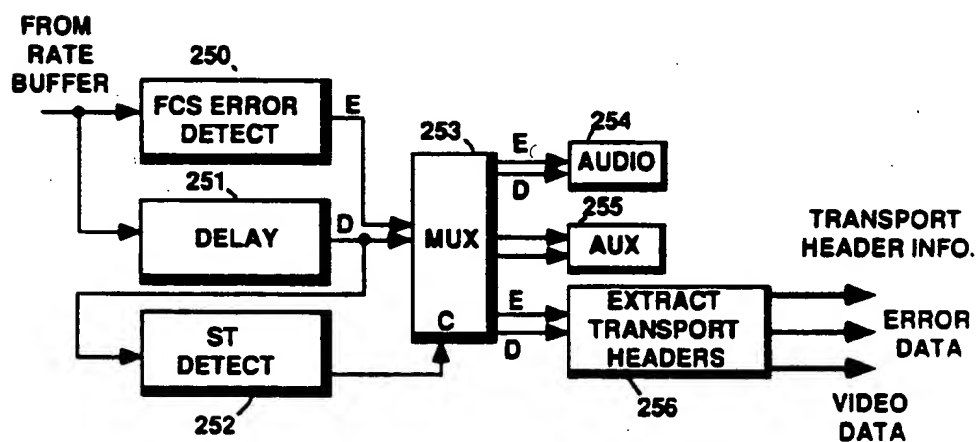 FROM
RATE
BUFFER
250
FCS ERROR
DETECT
E
251
DELAY
D
ST
DETECT
252
253
MUX
C
E
D
254
AUDIO
255
AUX
E
D
EXTRACT
TRANSPORT
HEADERS
256
TRANSPORT
HEADER INFO.
ERROR
DATA
VIDEO
DATA